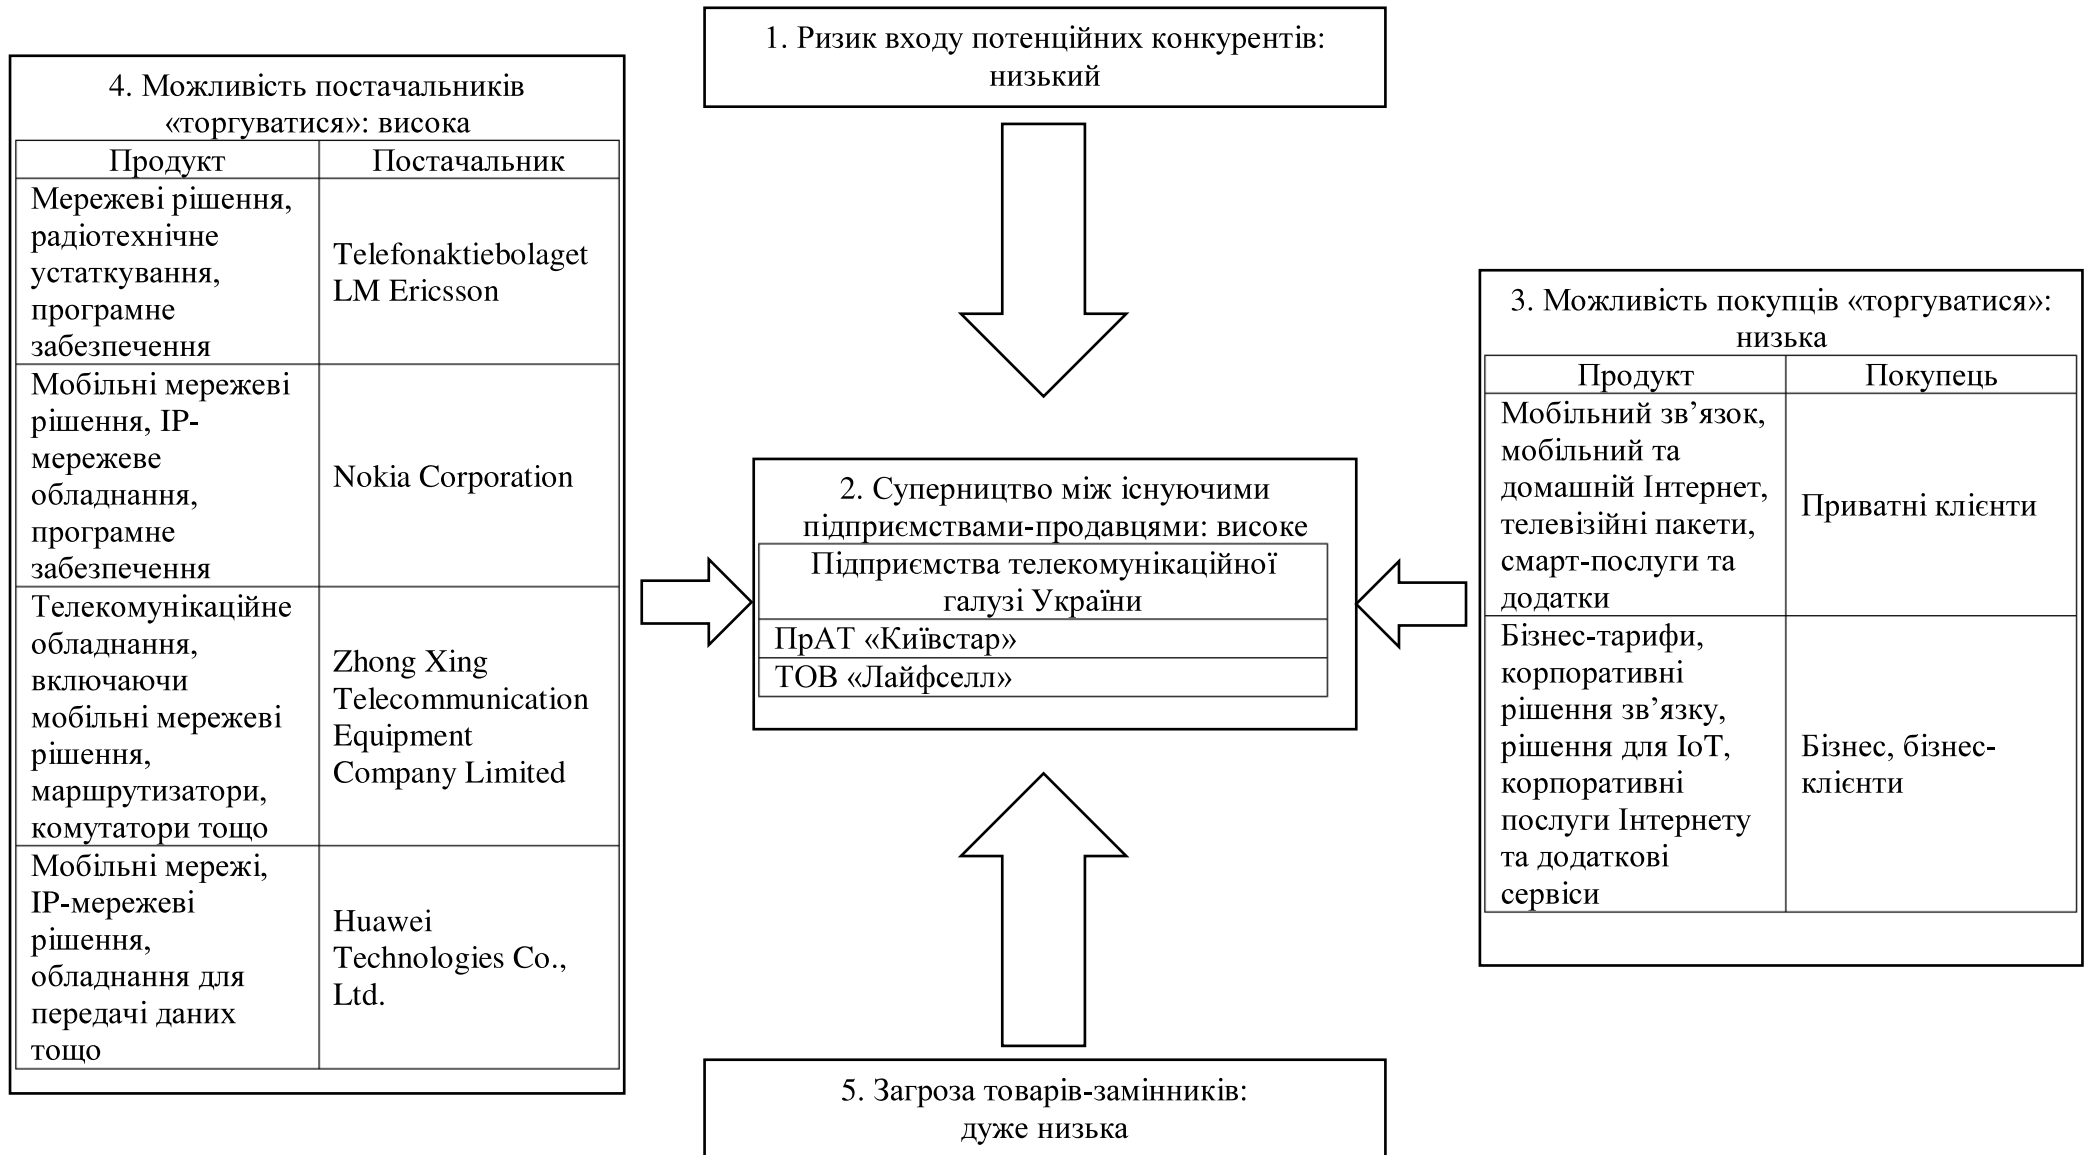 1. Ризик входу потенційних конкурентів:
низький
4. Можливість постачальників
«торгуватися»: висока
Продукт
Постачальник
Мережеві рішення,
радіотехнічне
устаткування,
програмне
забезпечення
Telefonaktiebolaget
LM Ericsson
Мобільні мережеві
рішення, IP-
мережеве
обладнання,
програмне
забезпечення
Nokia Corporation
Телекомунікаційне
обладнання,
включаючи
мобільні мережеві
рішення,
маршрутизатори,
комутатори тощо
Zhong Xing
Telecommunication
Equipment
Company Limited
Мобільні мережі,
IP-мережеві
рішення,
обладнання для
передачі даних
тощо
Huawei
Technologies Co.,
Ltd.
2. Суперництво між існуючими
підприємствами-продавцями: високе
Підприємства телекомунікаційної
галузі України
ПрАТ «Київстар»
ТОВ «Лайфселл»
3. Можливість покупців «торгуватися»:
низька
Продукт
Покупець
Мобільний зв’язок,
мобільний та
домашній Інтернет,
телевізійні пакети,
смарт-послуги та
додатки
Приватні клієнти
Бізнес-тарифи,
корпоративні
рішення зв’язку,
рішення для IoT,
корпоративні
послуги Інтернету
та додаткові
сервіси
Бізнес, бізнес-
клієнти
5. Загроза товарів-замінників:
дуже низька